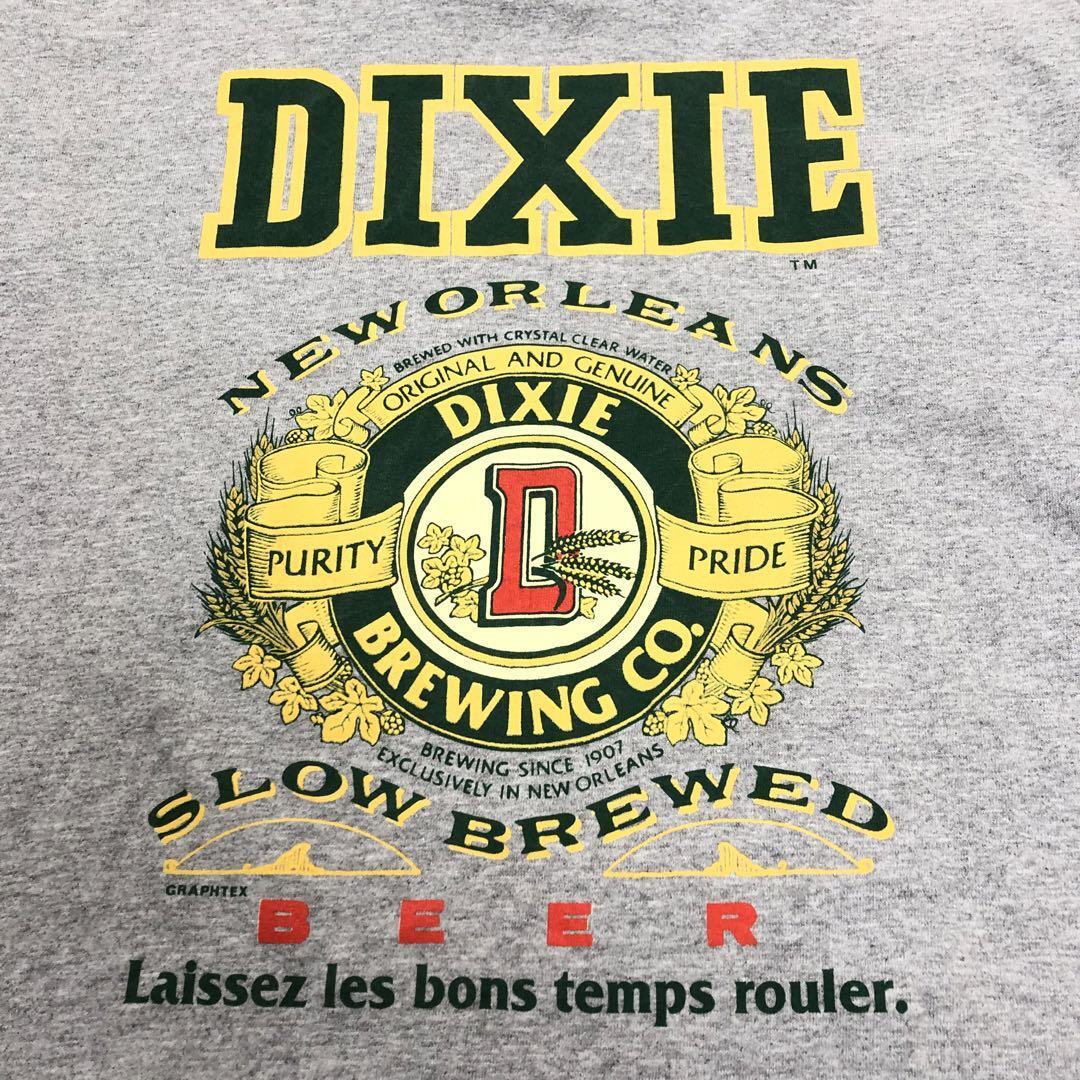 DIXIE
TM
NEW ORLEANS
BREWED WITH CRYSTAL CLEAR WATER
ORIGINAL AND GENUINE
DIXIE
D
PURITY
PRIDE
BREWING CO.
BREWING SINCE 1907
EXCLUSIVELY IN NEW ORLEANS
SLOW BREWED
GRAPHTEX
BEER
Laissez les bons temps rouler.